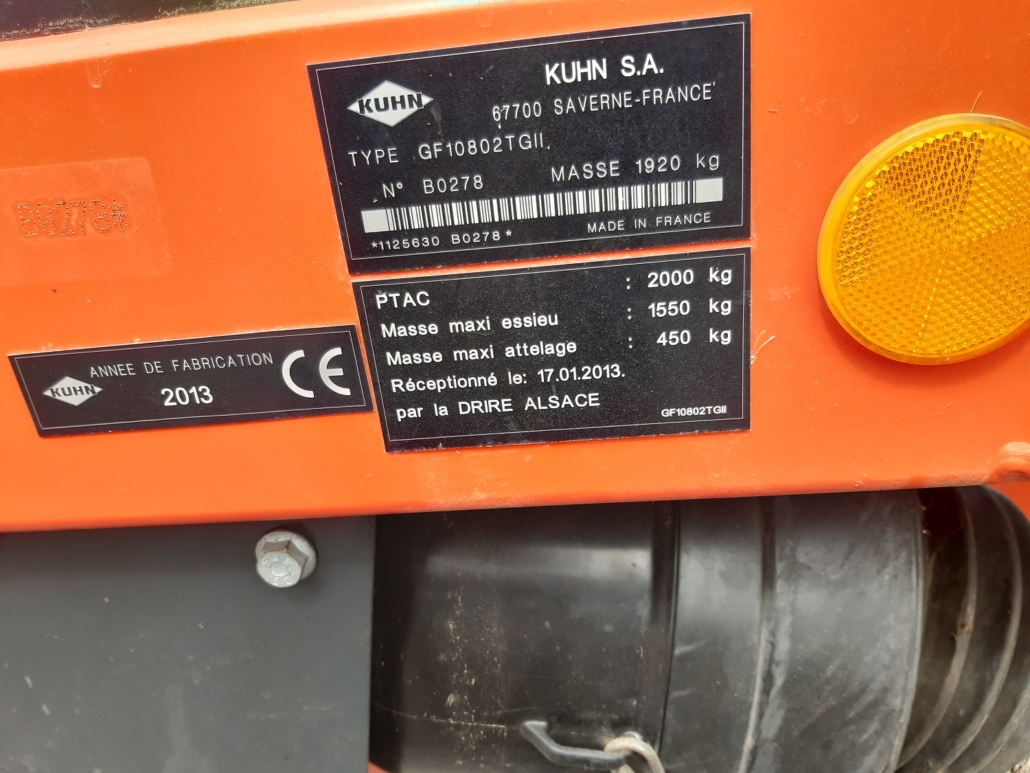 KUHN
KUHN S.A.
67700 SAVERNE-FRANCE
TYPE GF10802TGII.
N° B0278 MASSE 1920 kg
*1125630 B0278* MADE IN FRANCE
PTAC : 2000 kg
Masse maxi essieu : 1550 kg
Masse maxi attelage : 450 kg
Réceptionné le: 17.01.2013.
par la DRIRE ALSACE GF10802TGII
KUHN
ANNEE DE FABRICATION
2013
CE